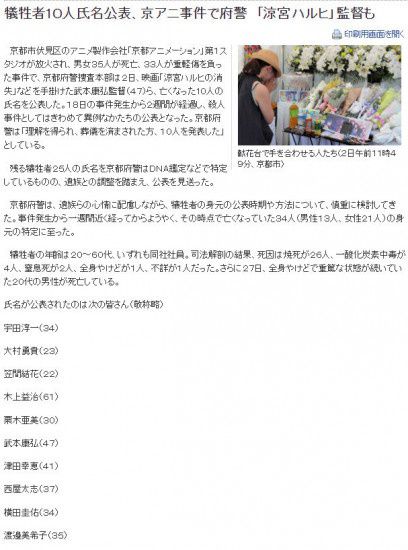 犠牲者10人氏名公表、京アニ事件で府警 「涼宮ハルヒ」監督も
印刷用画面を開く
京都市伏見区のアニメ製作会社「京都アニメーション」第1ス
タジオが放火され、男女35人が死亡、33人が重軽傷を負っ
た事件で、京都府警捜査本部は2日、映画「涼宮ハルヒの消
失」などを手掛けた武本康弘監督(47)ら、亡くなった10人の
氏名を公表した。18日の事件発生から2週間が経過し、殺人
事件としてはきわめて異例なかたちの公表となった。京都府
警は「理解を得られ、葬儀を済まされた方、10人を発表した」
としている。
献花台で手を合わせる人たち(2日午前11時4
9分、京都市)
残る犠牲者25人の氏名を京都府警はDNA鑑定などで特定
しているものの、遺族との調整を踏まえ、公表を見送った。
京都府警は、遺族らの心情に配慮しながら、犠牲者の身元の公表時期や方法について、慎重に検討してき
た。事件発生から一週間近く経ってからようやく、その時点で亡くなっていた34人(男性13人、女性21人)の身
元の特定に至った。
犠牲者の年齢は20~60代、いずれも同社社員。司法解剖の結果、死因は焼死が26人、一酸化炭素中毒が
4人、窒息死が2人、全身やけどが1人、不詳が1人だった。さらに27日、全身やけどで重篤な状態が続いていた
20代の男性が死亡している。
氏名が公表されたのは次の皆さん(敬称略)
宇田淳一(34)
大村勇貴(23)
笠間結花(22)
木上益治(61)
栗木亜美(30)
武本康弘(47)
津田幸恵(41)
西屋太志(37)
横田圭佑(34)
渡邊美希子(35)